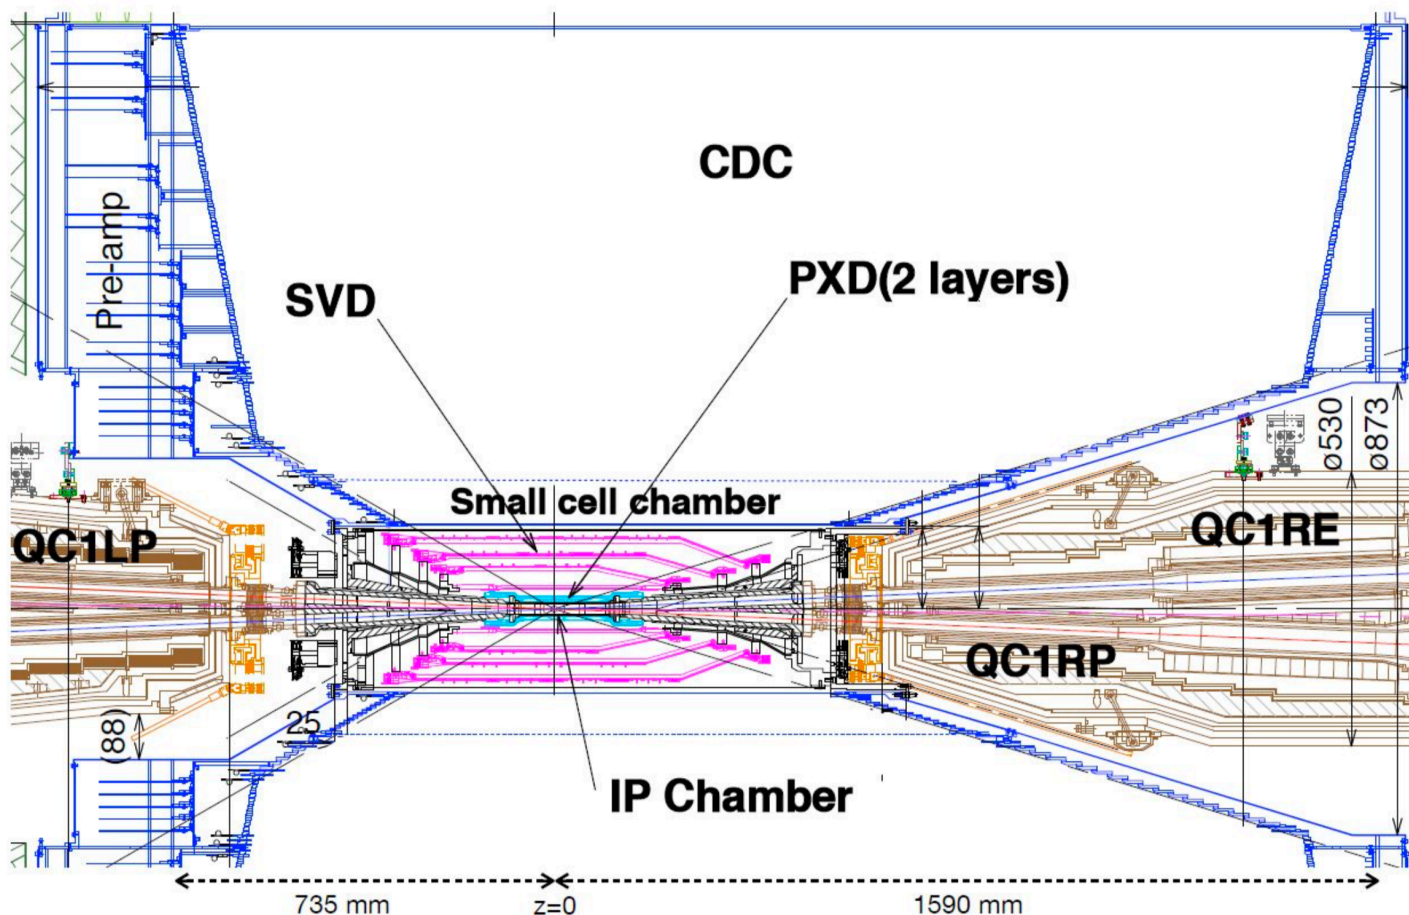 CDC
Pre-amp
PXD(2 layers)
SVD
ø530
ø873
Small cell chamber
QC1LP
QC1RE
QC1RP
(88)
25
IP Chamber
735 mm
z=0
1590 mm